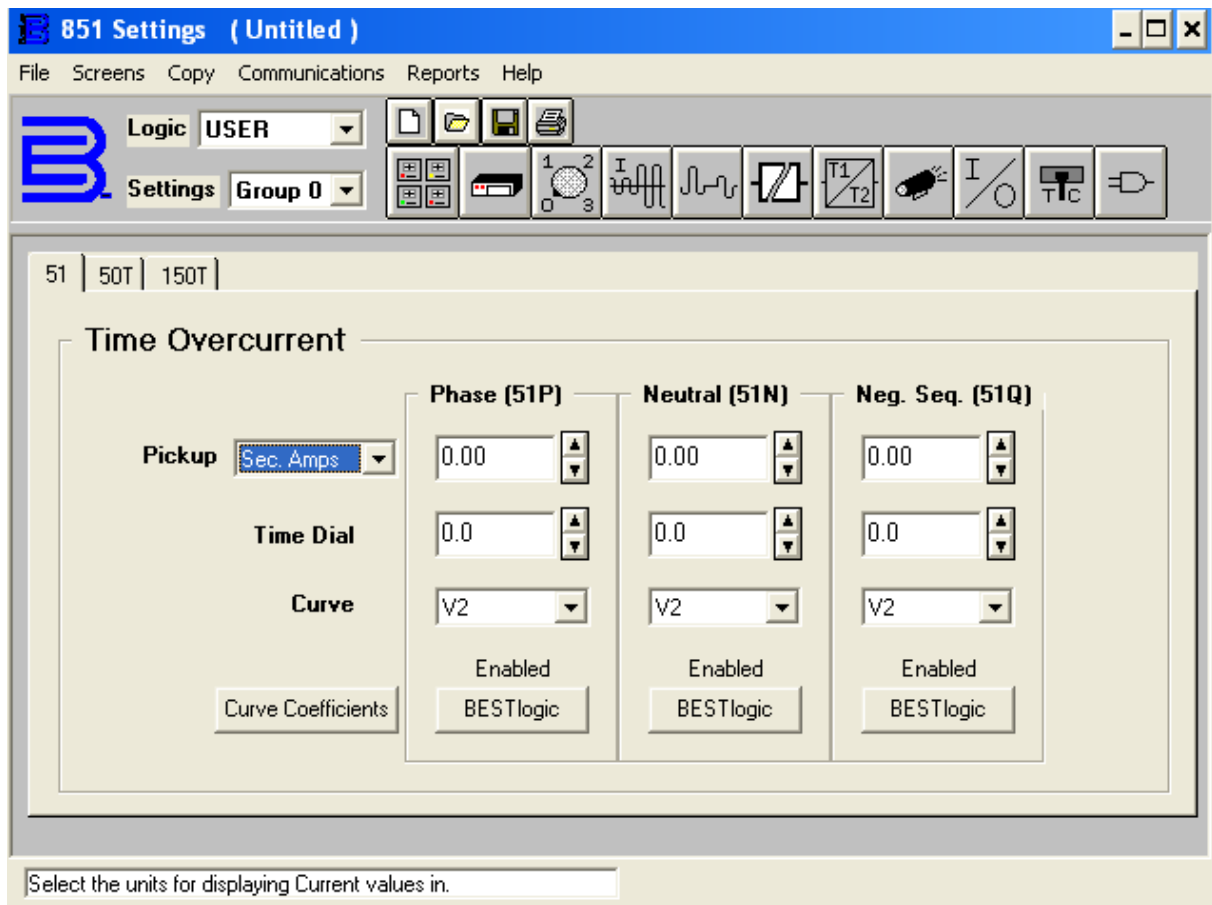 851 Settings ( Untitled )
File Screens Copy Communications Reports Help
Logic USER
Settings Group 0
1 2
0 3
I
T1/T2
I/O
TTC
51 50T 150T
Time Overcurrent
Phase (51P) Neutral (51N) Neg. Seq. (51Q)
Pickup Sec. Amps 0.00 0.00 0.00
Time Dial 0.0 0.0 0.0
Curve V2 V2 V2
Enabled Enabled Enabled
Curve Coefficients BESTlogic BESTlogic BESTlogic
Select the units for displaying Current values in.